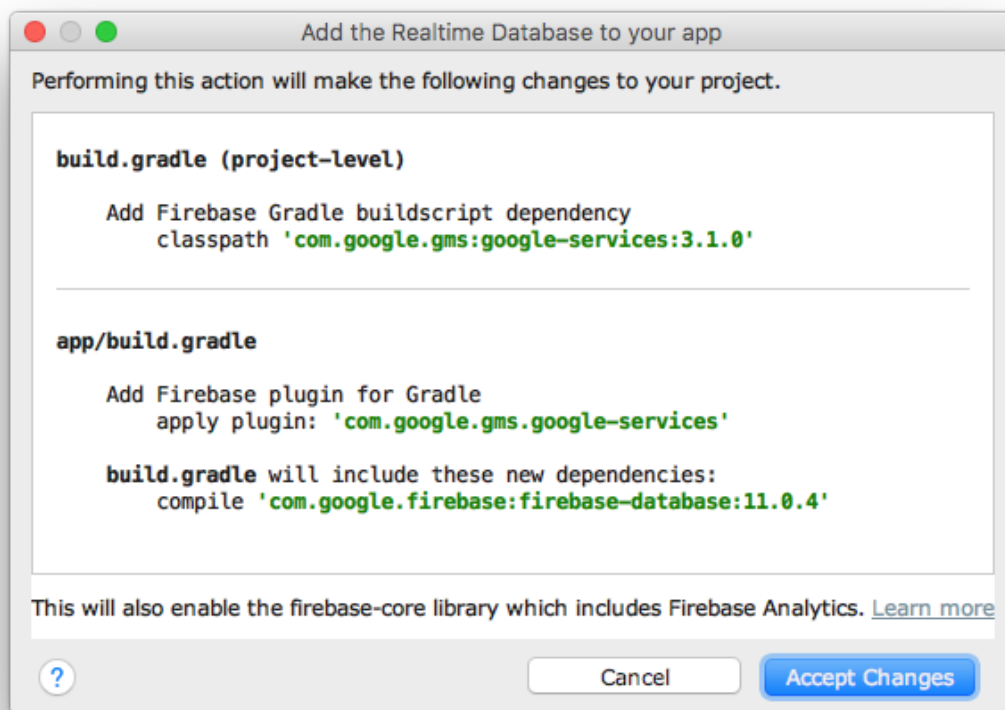 Add the Realtime Database to your app
Performing this action will make the following changes to your project.
build.gradle (project-level)
Add Firebase Gradle buildscript dependency
classpath 'com.google.gms:google-services:3.1.0'
app/build.gradle
Add Firebase plugin for Gradle
apply plugin: 'com.google.gms.google-services'
build.gradle will include these new dependencies:
compile 'com.google.firebase:firebase-database:11.0.4'
This will also enable the firebase-core library which includes Firebase Analytics. Learn more
? Cancel Accept Changes